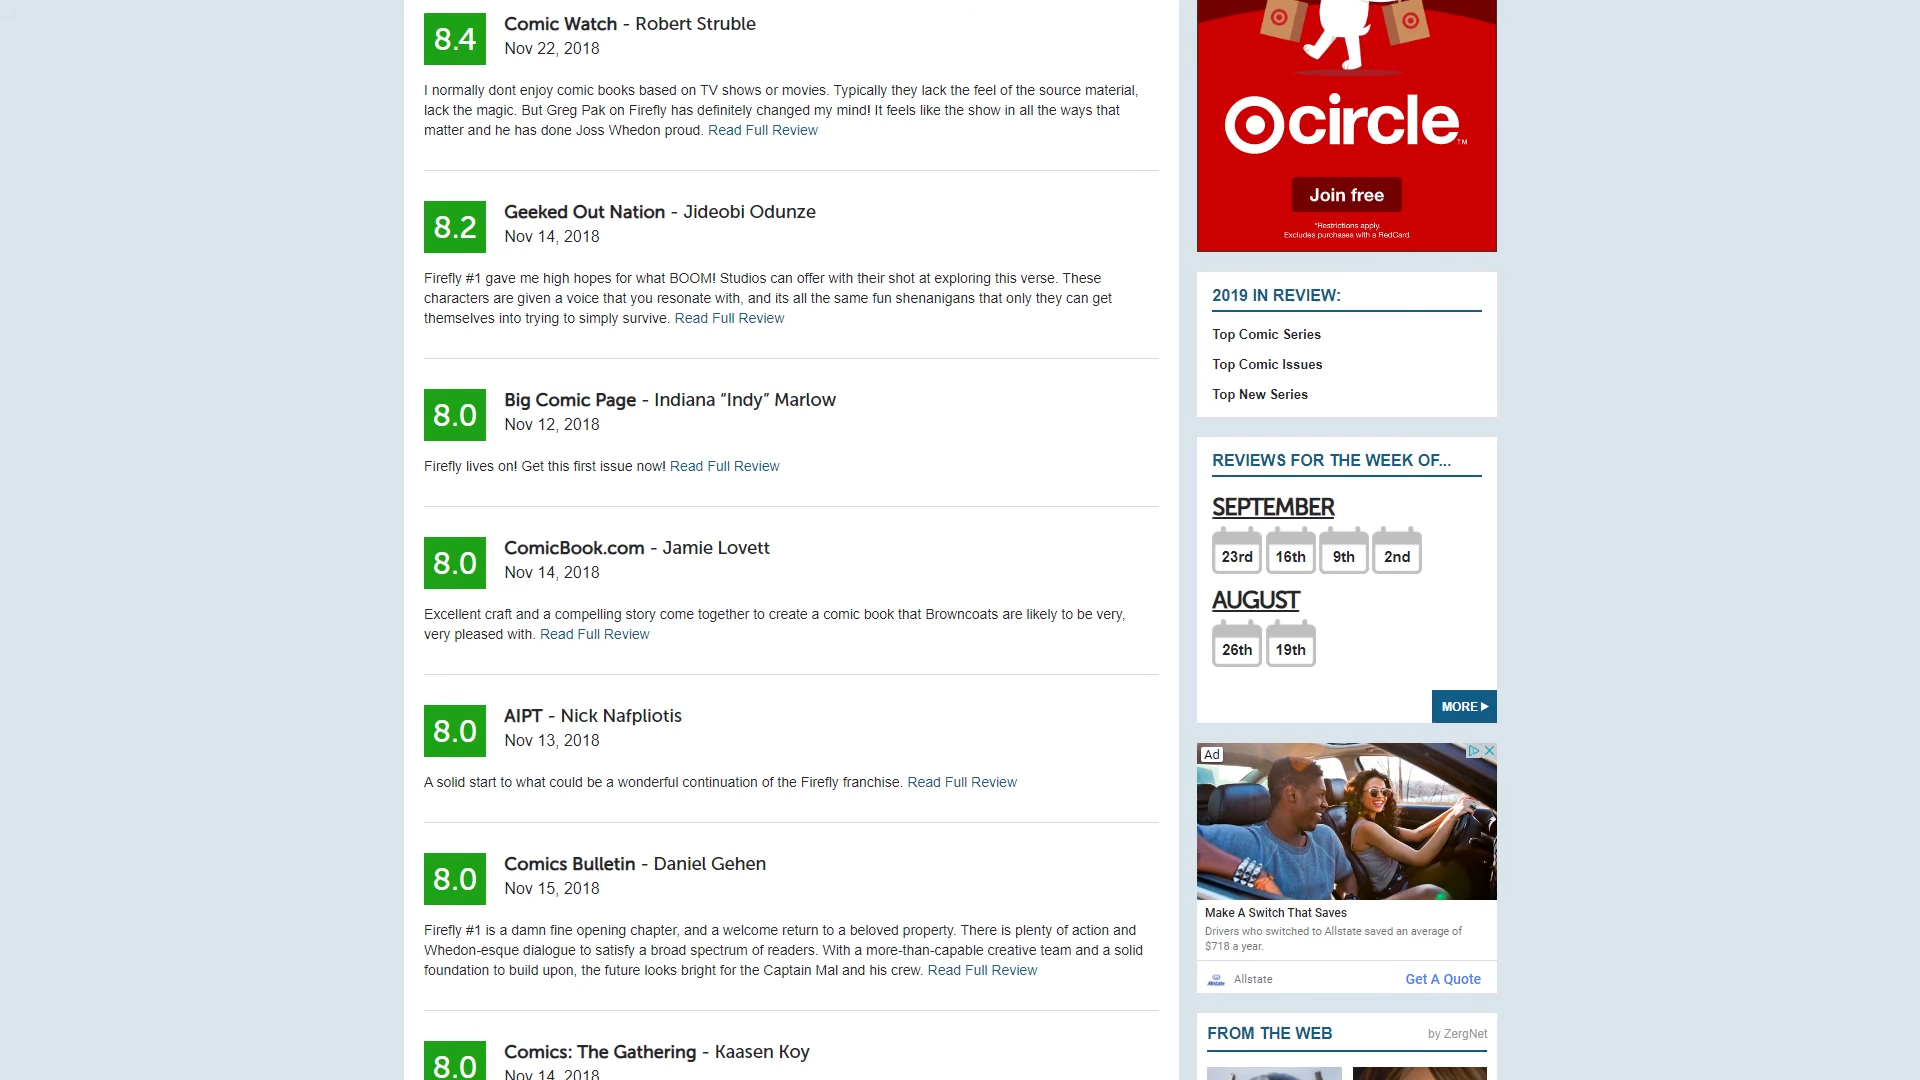 8.4
Comic Watch - Robert Struble
Nov 22, 2018
I normally dont enjoy comic books based on TV shows or movies. Typically they lack the feel of the source material,
lack the magic. But Greg Pak on Firefly has definitely changed my mind! It feels like the show in all the ways that
matter and he has done Joss Whedon proud. Read Full Review
8.2
Geeked Out Nation - Jideobi Odunze
Nov 14, 2018
Firefly #1 gave me high hopes for what BOOM! Studios can offer with their shot at exploring this verse. These
characters are given a voice that you resonate with, and its all the same fun shenanigans that only they can get
themselves into trying to simply survive. Read Full Review
8.0
Big Comic Page - Indiana “Indy” Marlow
Nov 12, 2018
Firefly lives on! Get this first issue now! Read Full Review
8.0
ComicBook.com - Jamie Lovett
Nov 14, 2018
Excellent craft and a compelling story come together to create a comic book that Browncoats are likely to be very,
very pleased with. Read Full Review
8.0
AIPT - Nick Nafpliotis
Nov 13, 2018
A solid start to what could be a wonderful continuation of the Firefly franchise. Read Full Review
8.0
Comics Bulletin - Daniel Gehen
Nov 15, 2018
Firefly #1 is a damn fine opening chapter, and a welcome return to a beloved property. There is plenty of action and
Whedon-esque dialogue to satisfy a broad spectrum of readers. With a more-than-capable creative team and a solid
foundation to build upon, the future looks bright for the Captain Mal and his crew. Read Full Review
8.0
Comics: The Gathering - Kaasen Koy
Nov 14, 2018
circle™
Join free
*Restrictions apply.
Excludes purchases with a RedCard.
2019 IN REVIEW:
Top Comic Series
Top Comic Issues
Top New Series
REVIEWS FOR THE WEEK OF...
SEPTEMBER
23rd 16th 9th 2nd
AUGUST
26th 19th
MORE
Ad
Make A Switch That Saves
Drivers who switched to Allstate saved an average of
$718 a year.
Allstate
Allstate
Get A Quote
FROM THE WEB
by ZergNet